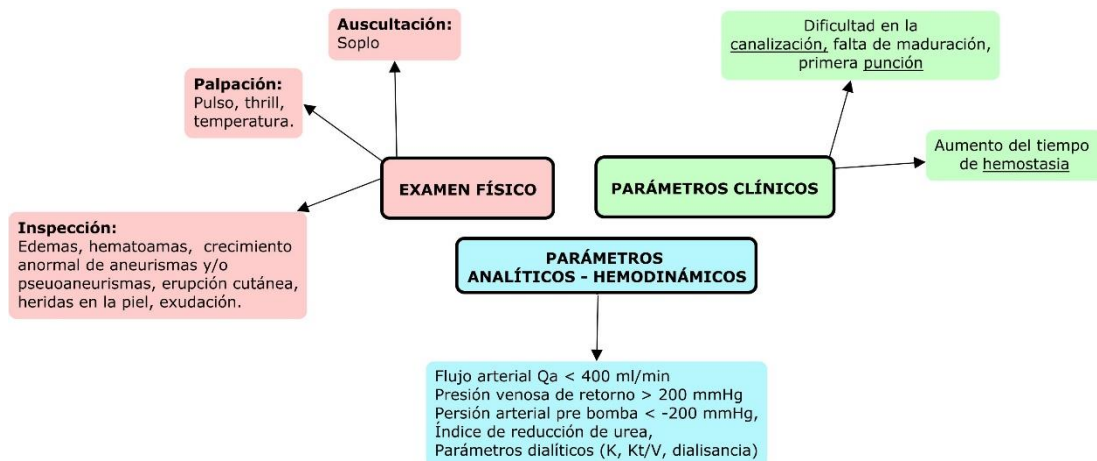 Auscultación:
Soplo
Palpación:
Pulso, thrill,
temperatura.
EXAMEN FÍSICO
Inspección:
Edemas, hematoamas, crecimiento
anormal de aneurismas y/o
pseuoaneurismas, erupción cutánea,
heridas en la piel, exudación.
Dificultad en la
canalización, falta de maduración,
primera punción
PARÁMETROS CLÍNICOS
Aumento del tiempo
de hemostasia
PARÁMETROS
ANALÍTICOS - HEMODINÁMICOS
Flujo arterial Qa < 400 ml/min
Presión venosa de retorno > 200 mmHg
Persión arterial pre bomba < -200 mmHg,
Índice de reducción de urea,
Parámetros dialíticos (K, Kt/V, dialisancia)